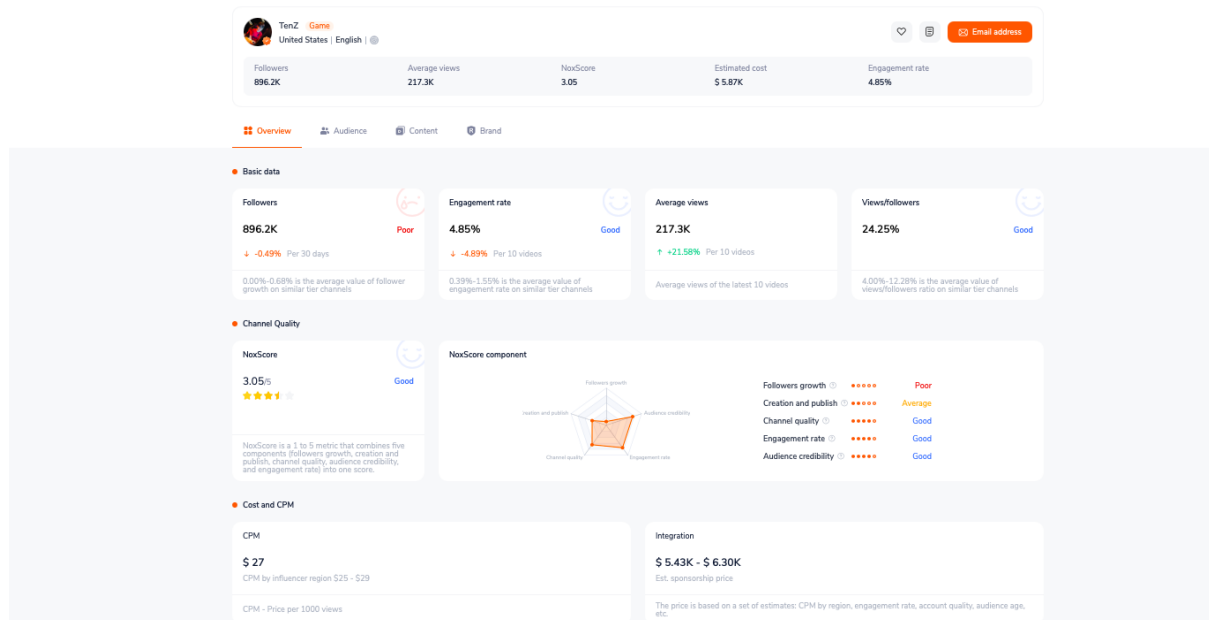 TenZ Game
United States | English |
Email address
Followers Average views NoxScore Estimated cost Engagement rate
896.2K 217.3K 3.05 $ 5.87K 4.85%
Overview Audience Content Brand
Basic data
Followers Engagement rate Average views Views/followers
896.2K Poor 4.85% Good 217.3K 24.25% Good
↓ -0.49% Per 30 days ↓ -4.89% Per 10 videos ↑ +21.58% Per 10 videos
0.00%-0.68% is the average value of follower
growth on similar tier channels
0.39%-1.55% is the average value of
engagement rate on similar tier channels
Average views of the latest 10 videos
4.00%-12.28% is the average value of
views/followers ratio on similar tier channels
Channel Quality
NoxScore
3.05/5 Good
NoxScore is a 1 to 5 metric that combines five
components (followers growth, creation and
publish, channel quality, audience credibility,
and engagement rate) into one score.
NoxScore component
Followers growth
reation and publish Audience credibility
Channel quality Engagement rate
Followers growth Poor
Creation and publish Average
Channel quality Good
Engagement rate Good
Audience credibility Good
Cost and CPM
CPM
$ 27
CPM by influencer region $25 - $29
CPM - Price per 1000 views
Integration
$ 5.43K - $ 6.30K
Est. sponsorship price
The price is based on a set of estimates: CPM by region, engagement rate, account quality, audience age,
etc.